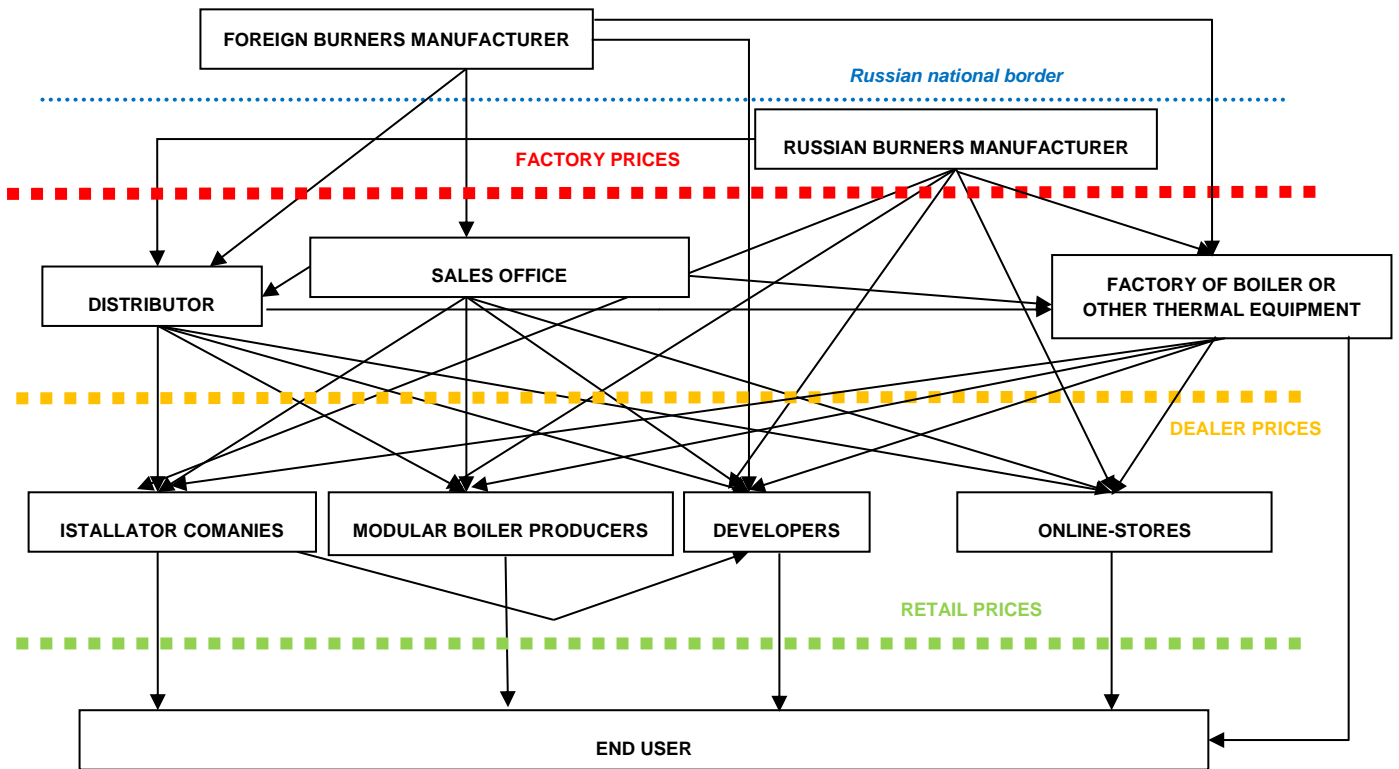 FOREIGN BURNERS MANUFACTURER
Russian national border
RUSSIAN BURNERS MANUFACTURER
FACTORY PRICES
SALES OFFICE
DISTRIBUTOR
FACTORY OF BOILER OR
OTHER THERMAL EQUIPMENT
DEALER PRICES
ISTALLATOR COMANIES
MODULAR BOILER PRODUCERS
DEVELOPERS
ONLINE-STORES
RETAIL PRICES
END USER